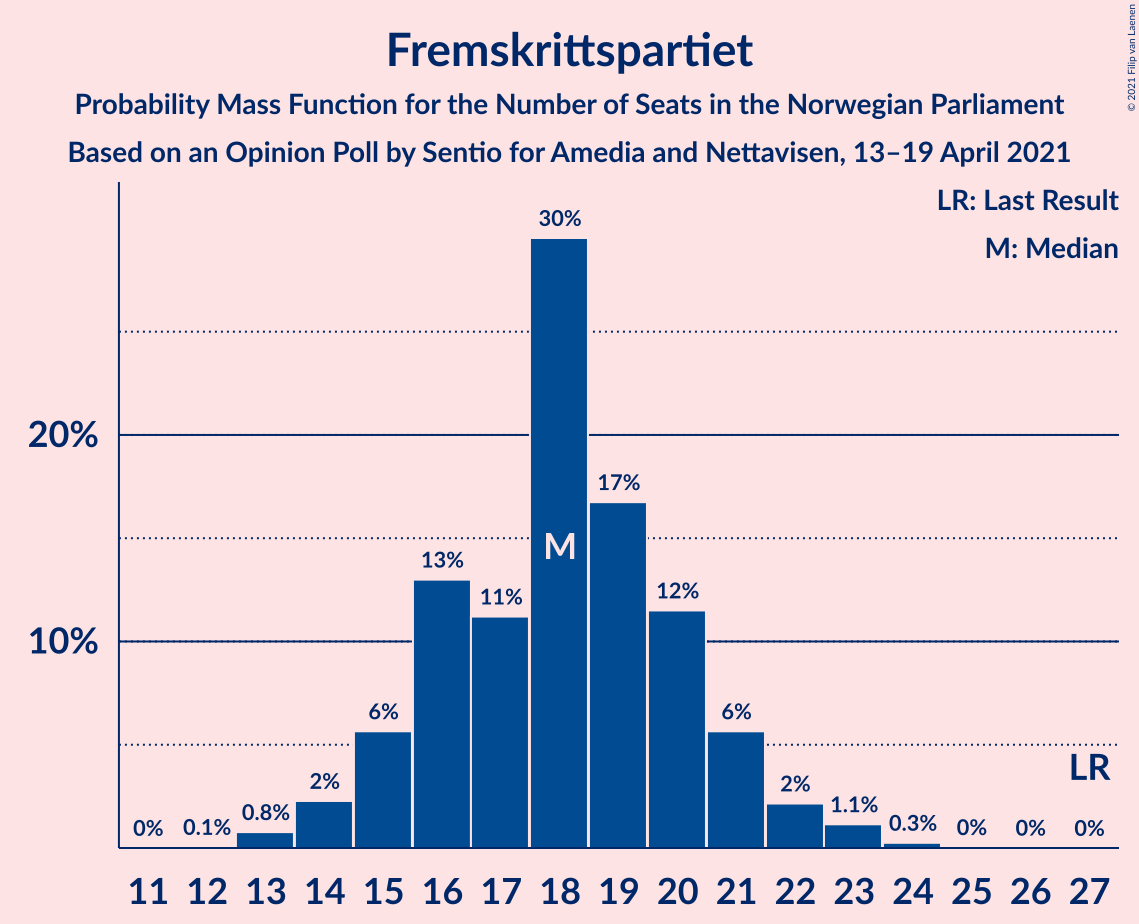 Fremskrittspartiet
Probability Mass Function for the Number of Seats in the Norwegian Parliament
Based on an Opinion Poll by Sentio for Amedia and Nettavisen, 13–19 April 2021
© 2021 Filip van Laenen
LR: Last Result
M: Median
30%
20%
17%
M
13%
12%
11%
10%
6%
6%
LR
2%
2%
0.8%
1.1%
0%
0.1%
0.3%
0%
0%
0%
11 12 13 14 15 16 17 18 19 20 21 22 23 24 25 26 27